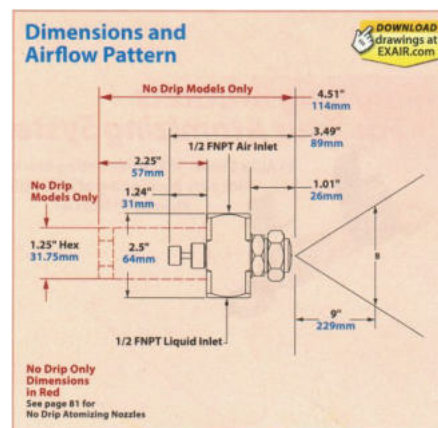 Dimensions and
Airflow Pattern
DOWNLOAD
drawings at
EXAIR.com
No Drip Models Only
4.51"
114mm
3.49"
89mm
2.25"
57mm
1/2 FNPT Air Inlet
No Drip
Models Only
1.24"
31mm
1.01"
26mm
1.25" Hex
31.75mm
2.5"
64mm
B
9"
229mm
1/2 FNPT Liquid Inlet
No Drip Only
Dimensions
in Red
See page 81 for
No Drip Atomizing Nozzles